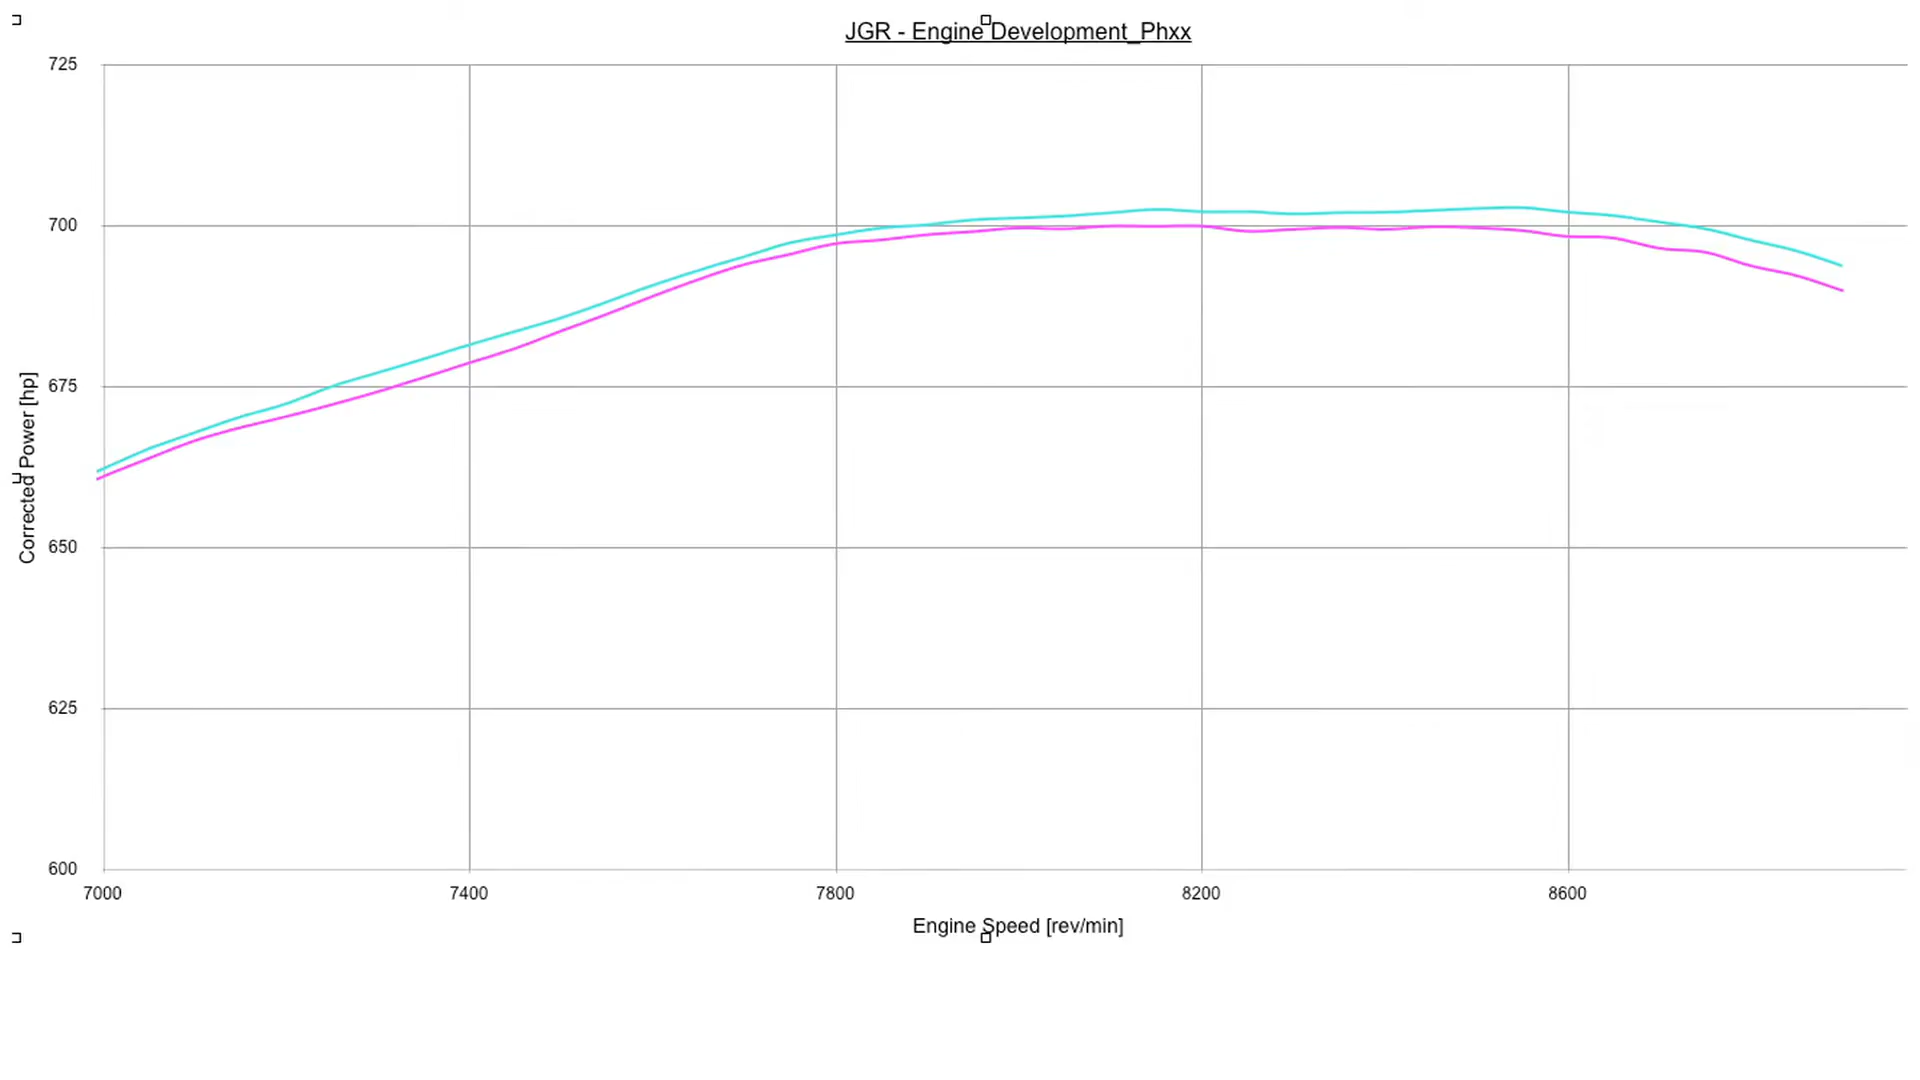 JGR - Engine Development_Phxx
725
700
675
650
625
600
Corrected Power [hp]
7000 7400 7800 8200 8600
Engine Speed [rev/min]